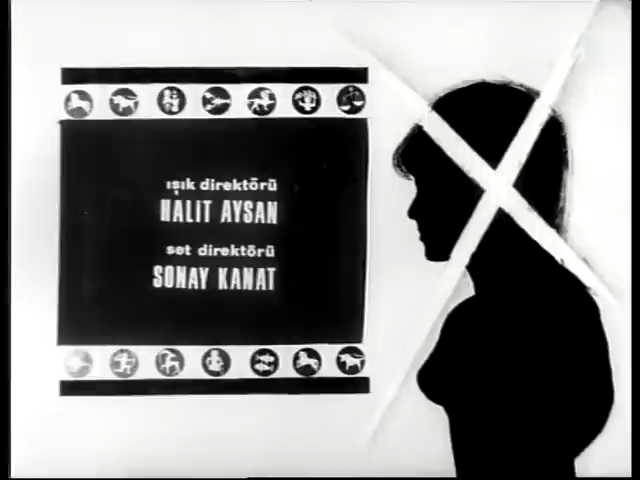 ışık direktörü
HALIT AYSAN
set direktörü
SONAY KANAT